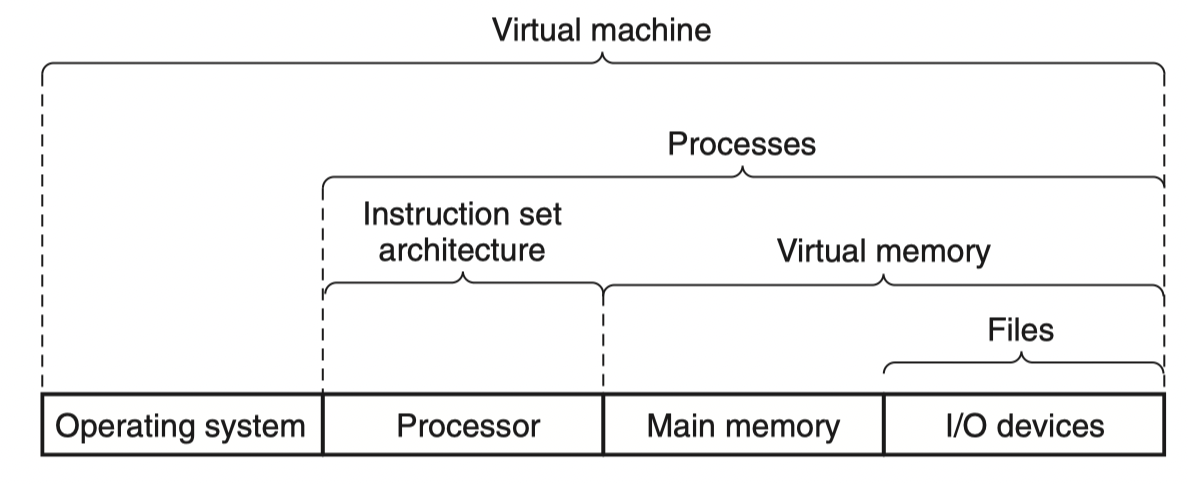 Virtual machine
Processes
Instruction set
architecture
Virtual memory
Files
Operating system
Processor
Main memory
I/O devices